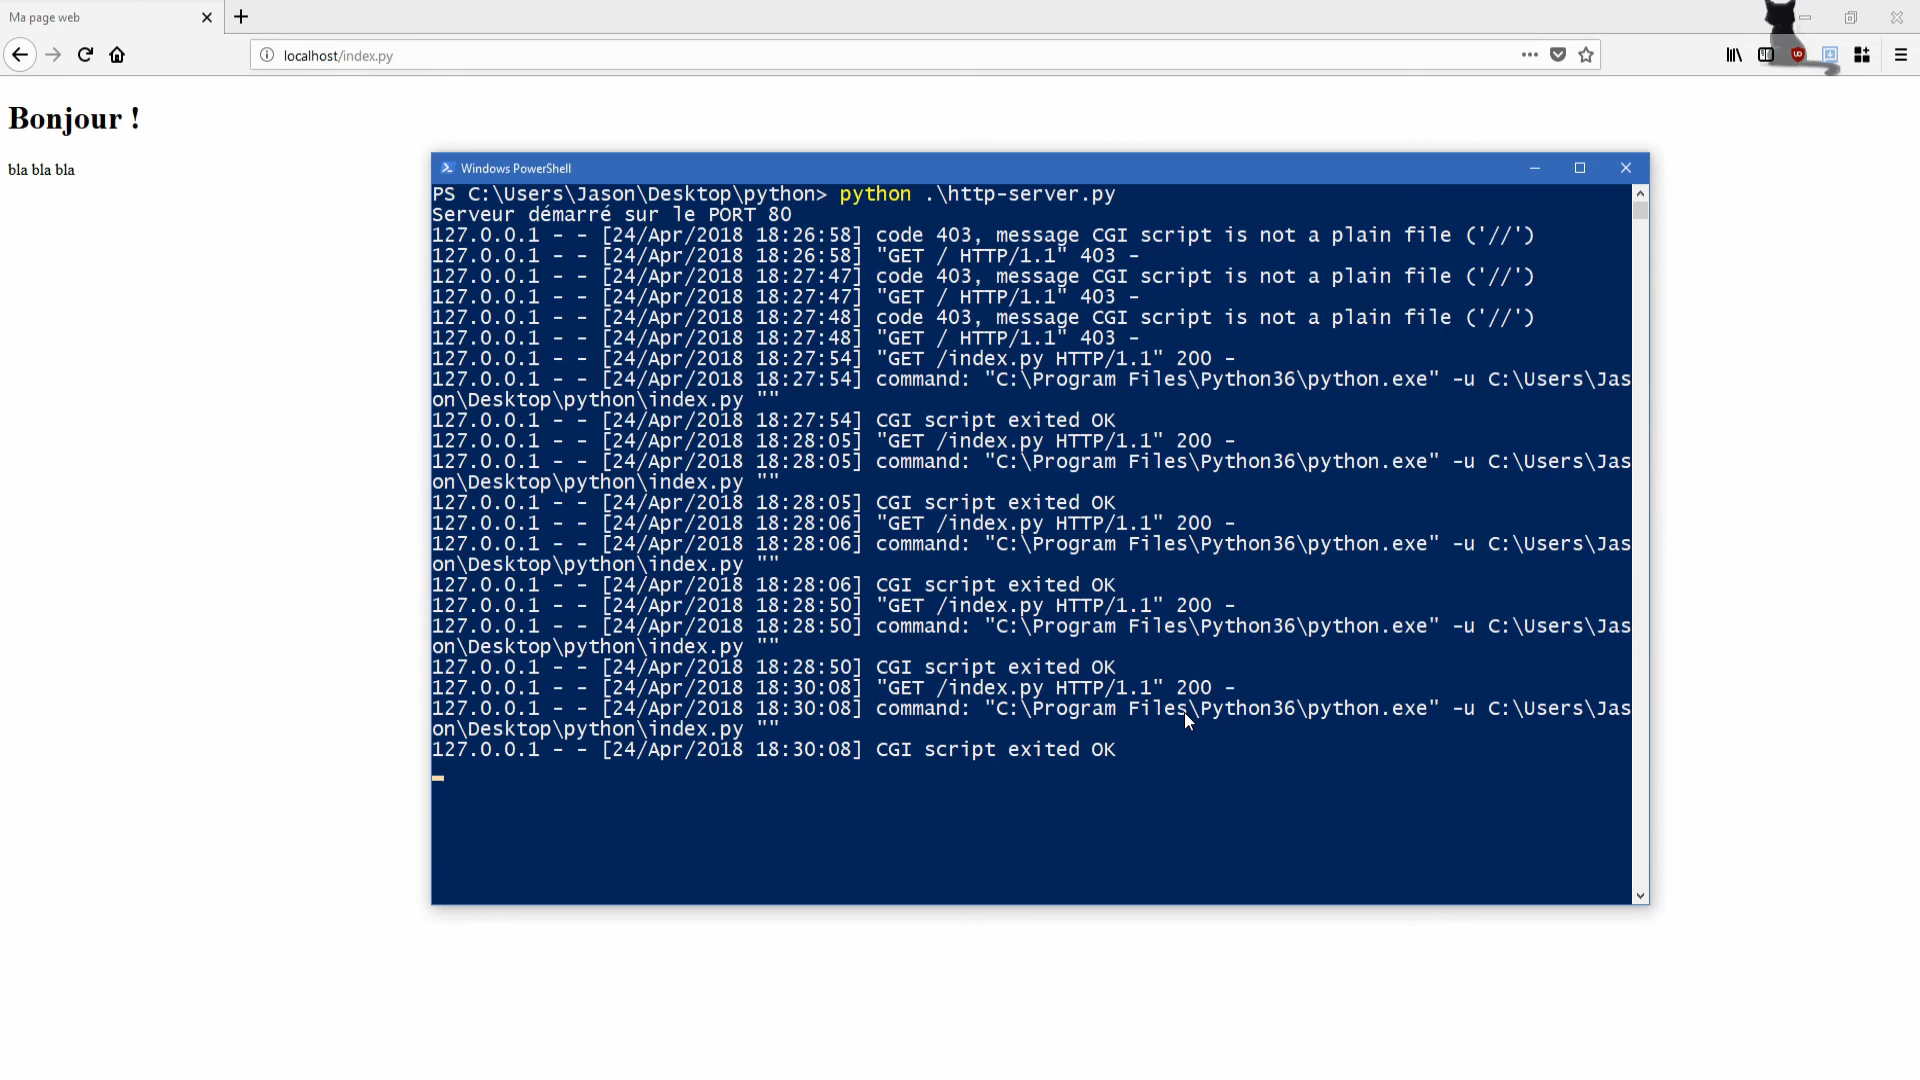 Ma page web
localhost/index.py
Bonjour !
bla bla bla
Windows PowerShell
PS C:\Users\Jason\Desktop\python> python .\http-server.py
Serveur démarré sur le PORT 80
127.0.0.1 - - [24/Apr/2018 18:26:58] code 403, message CGI script is not a plain file ('//')
127.0.0.1 - - [24/Apr/2018 18:26:58] "GET / HTTP/1.1" 403 -
127.0.0.1 - - [24/Apr/2018 18:27:47] code 403, message CGI script is not a plain file ('//')
127.0.0.1 - - [24/Apr/2018 18:27:47] "GET / HTTP/1.1" 403 -
127.0.0.1 - - [24/Apr/2018 18:27:48] code 403, message CGI script is not a plain file ('//')
127.0.0.1 - - [24/Apr/2018 18:27:48] "GET / HTTP/1.1" 403 -
127.0.0.1 - - [24/Apr/2018 18:27:54] "GET /index.py HTTP/1.1" 200 -
127.0.0.1 - - [24/Apr/2018 18:27:54] command: "C:\Program Files\Python36\python.exe" -u C:\Users\Jas
on\Desktop\python\index.py ""
127.0.0.1 - - [24/Apr/2018 18:27:54] CGI script exited OK
127.0.0.1 - - [24/Apr/2018 18:28:05] "GET /index.py HTTP/1.1" 200 -
127.0.0.1 - - [24/Apr/2018 18:28:05] command: "C:\Program Files\Python36\python.exe" -u C:\Users\Jas
on\Desktop\python\index.py ""
127.0.0.1 - - [24/Apr/2018 18:28:05] CGI script exited OK
127.0.0.1 - - [24/Apr/2018 18:28:06] "GET /index.py HTTP/1.1" 200 -
127.0.0.1 - - [24/Apr/2018 18:28:06] command: "C:\Program Files\Python36\python.exe" -u C:\Users\Jas
on\Desktop\python\index.py ""
127.0.0.1 - - [24/Apr/2018 18:28:06] CGI script exited OK
127.0.0.1 - - [24/Apr/2018 18:28:50] "GET /index.py HTTP/1.1" 200 -
127.0.0.1 - - [24/Apr/2018 18:28:50] command: "C:\Program Files\Python36\python.exe" -u C:\Users\Jas
on\Desktop\python\index.py ""
127.0.0.1 - - [24/Apr/2018 18:28:50] CGI script exited OK
127.0.0.1 - - [24/Apr/2018 18:30:08] "GET /index.py HTTP/1.1" 200 -
127.0.0.1 - - [24/Apr/2018 18:30:08] command: "C:\Program Files\Python36\python.exe" -u C:\Users\Jas
on\Desktop\python\index.py ""
127.0.0.1 - - [24/Apr/2018 18:30:08] CGI script exited OK